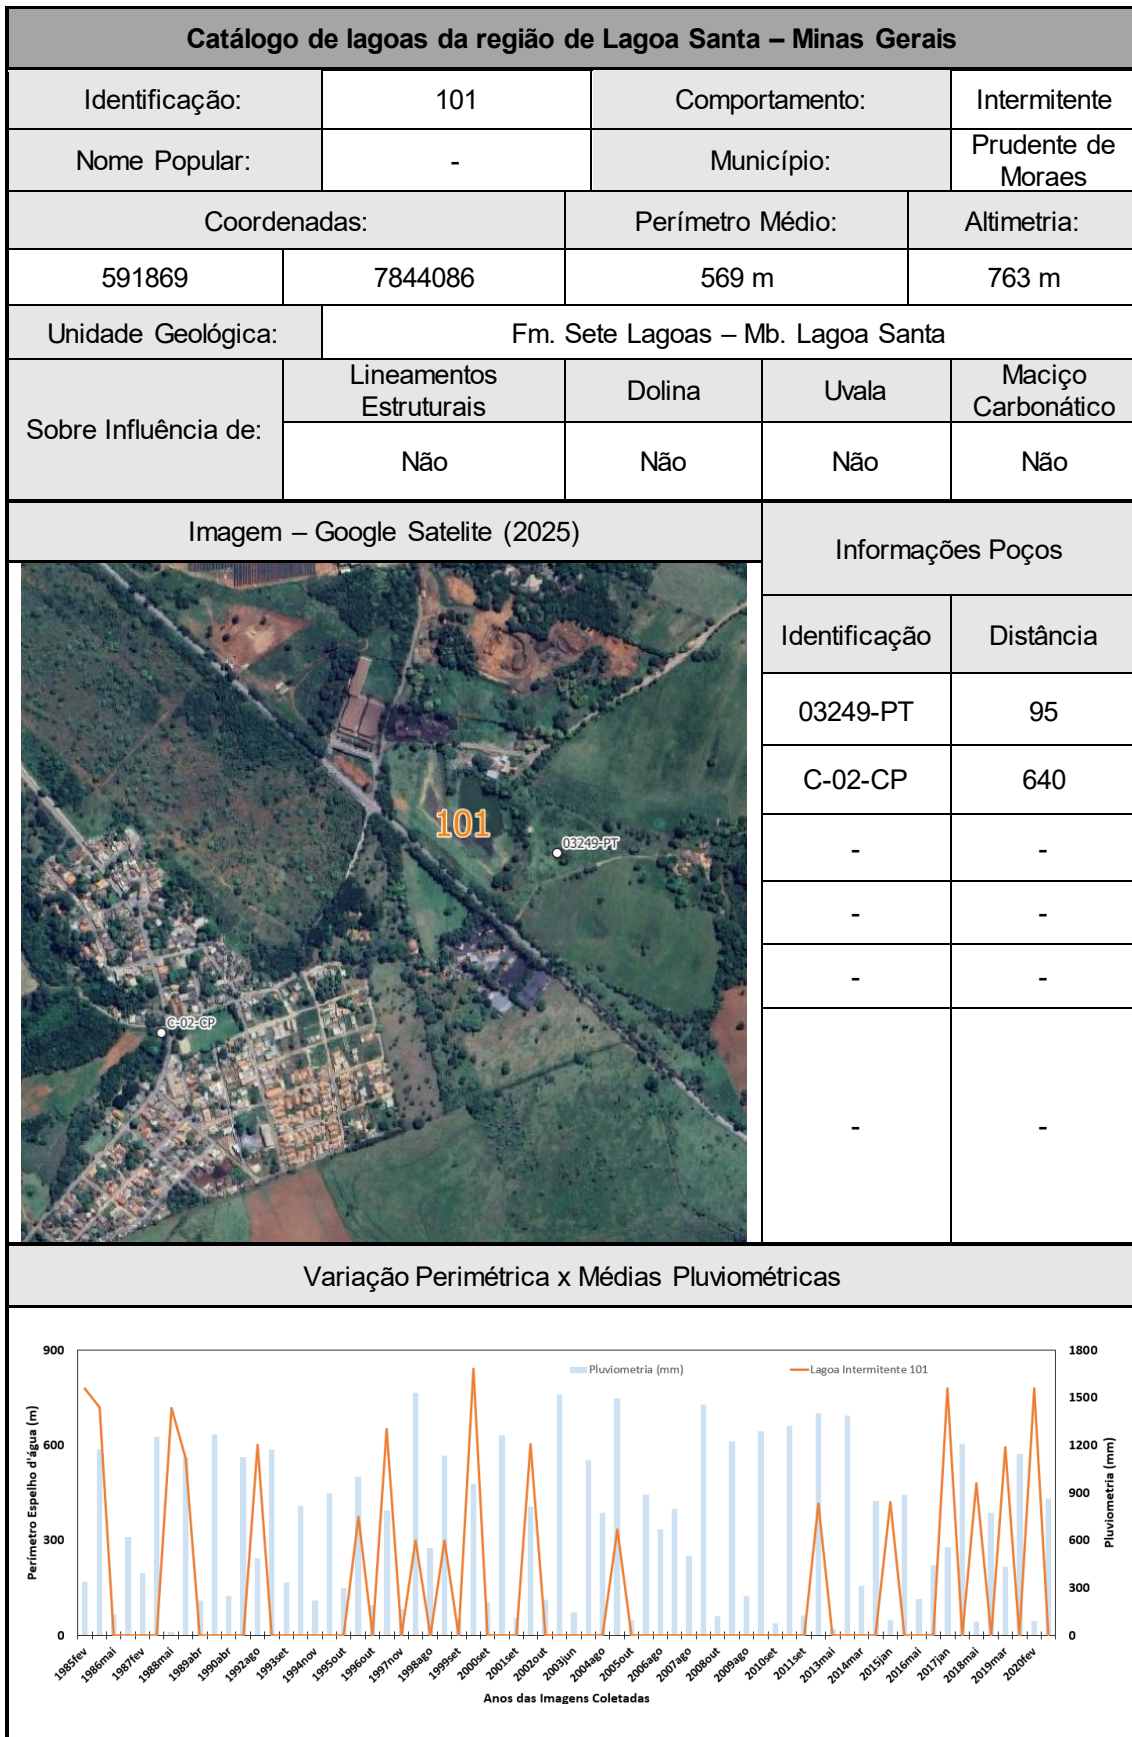 Catálogo de lagoas da região de Lagoa Santa – Minas Gerais
Identificação: 101 Comportamento: Intermitente
Nome Popular: - Município: Prudente de Moraes
Coordenadas: Perímetro Médio: Altimetria:
591869 7844086 569 m 763 m
Unidade Geológica: Fm. Sete Lagoas – Mb. Lagoa Santa
Sobre Influência de:
Lineamentos Estruturais Dolina Uvala Maciço Carbonático
Não Não Não Não
Imagem – Google Satelite (2025)
101
03249-PT
C-02-CP
Informações Poços
Identificação Distância
03249-PT 95
C-02-CP 640
- -
- -
- -
- -
Variação Perimétrica x Médias Pluviométricas
Pluviometria (mm) Lagoa Intermitente 101
Perímetro Espelho d'água (m)
900
600
300
0
1800
1500
1200
900
600
300
0
Pluviometria (mm)
1985fev 1986mai 1987fev 1988mai 1989abr 1990abr 1992ago 1993set 1994nov 1995out 1996out 1997nov 1998ago 1999set 2000set 2001set 2002out 2003jun 2004ago 2005out 2006ago 2007ago 2008out 2009ago 2010set 2011set 2013mai 2014mar 2015jan 2016mai 2017jan 2018mai 2019mar 2020fev
Anos das Imagens Coletadas